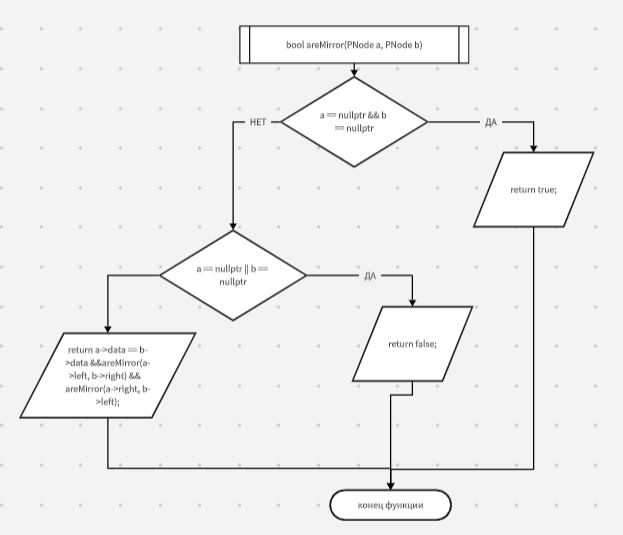 bool areMirror(PNode a, PNode b)
a == nullptr && b
== nullptr
НЕТ
ДА
return true;
a == nullptr || b ==
nullptr
ДА
return false;
return a->data == b-
>data &&areMirror(a-
>left, b->right) &&
areMirror(a->right, b-
>left);
конец функции